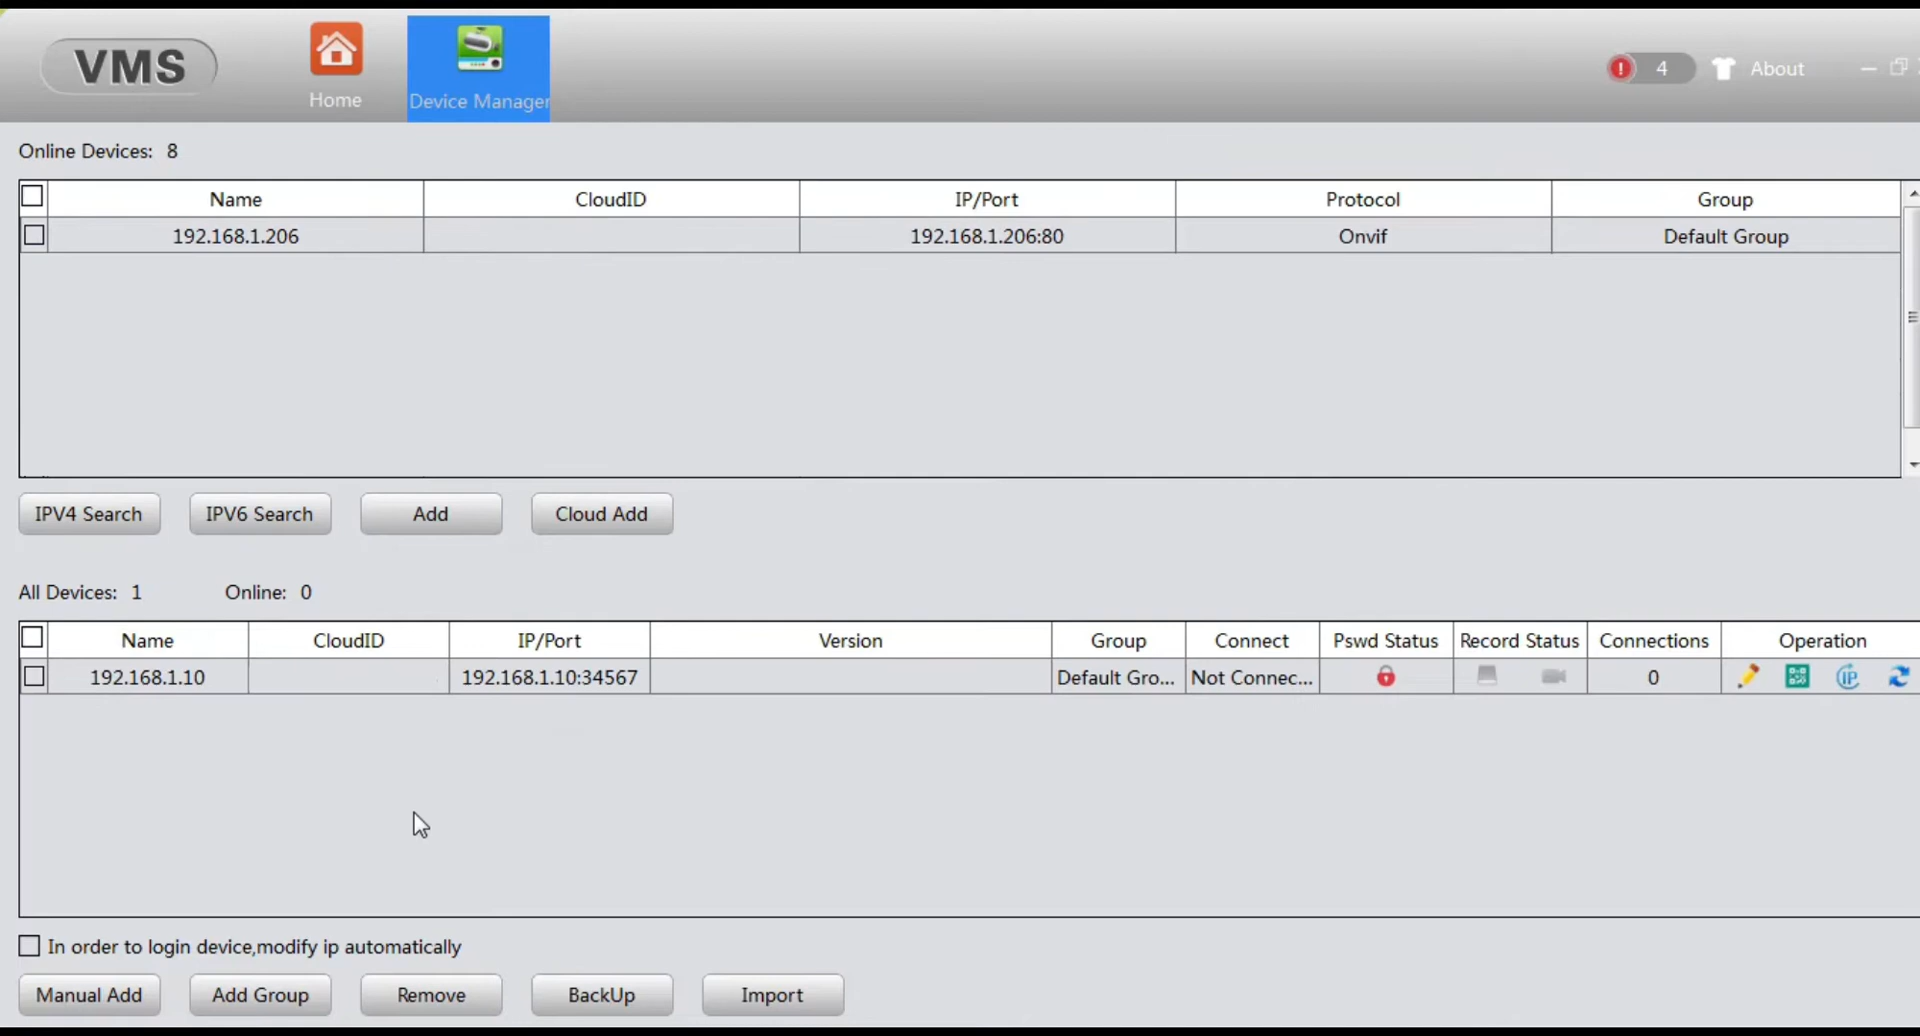 VMS
Home
Device Manager
4
About
Online Devices: 8
Name CloudID IP/Port Protocol Group
192.168.1.206 192.168.1.206:80 Onvif Default Group
IPV4 Search IPV6 Search Add Cloud Add
All Devices: 1 Online: 0
Name CloudID IP/Port Version Group Connect Pswd Status Record Status Connections Operation
192.168.1.10 192.168.1.10:34567 Default Gro... Not Connec... 0 IP
In order to login device,modify ip automatically
Manual Add Add Group Remove BackUp Import